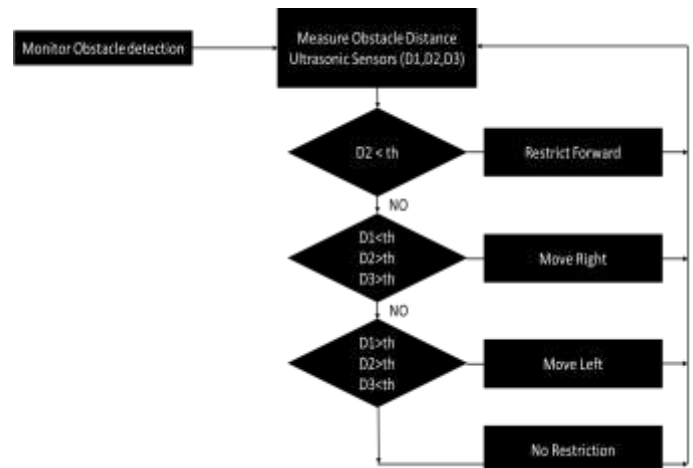 Monitor Obstacle detection
Measure Obstacle Distance
Ultrasonic Sensors (D1,D2,D3)
D2 < th
Restrict Forward
NO
D1<th
D2>th
D3>th
Move Right
NO
D1>th
D2>th
D3<th
Move Left
No Restriction